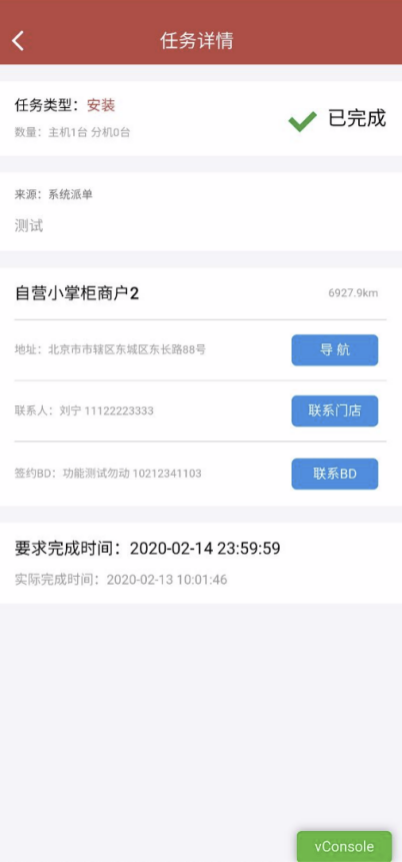 任务详情
任务类型：安装
已完成
数量：主机1台 分机0台
来源：系统派单
测试
自营小掌柜商户2
6927.9km
地址：北京市市辖区东城区东长路88号
导 航
联系人：刘宁 11122223333
联系门店
签约BD：功能测试勿动 10212341103
联系BD
要求完成时间：2020-02-14 23:59:59
实际完成时间：2020-02-13 10:01:46
vConsole